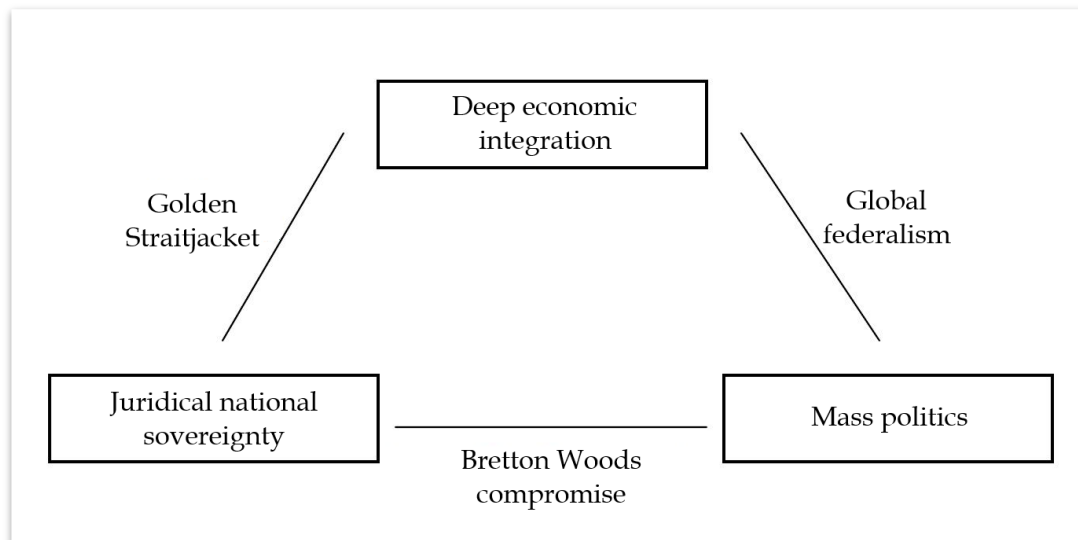 Deep economic
integration
Golden
Straitjacket
Global
federalism
Juridical national
sovereignty
Mass politics
Bretton Woods
compromise